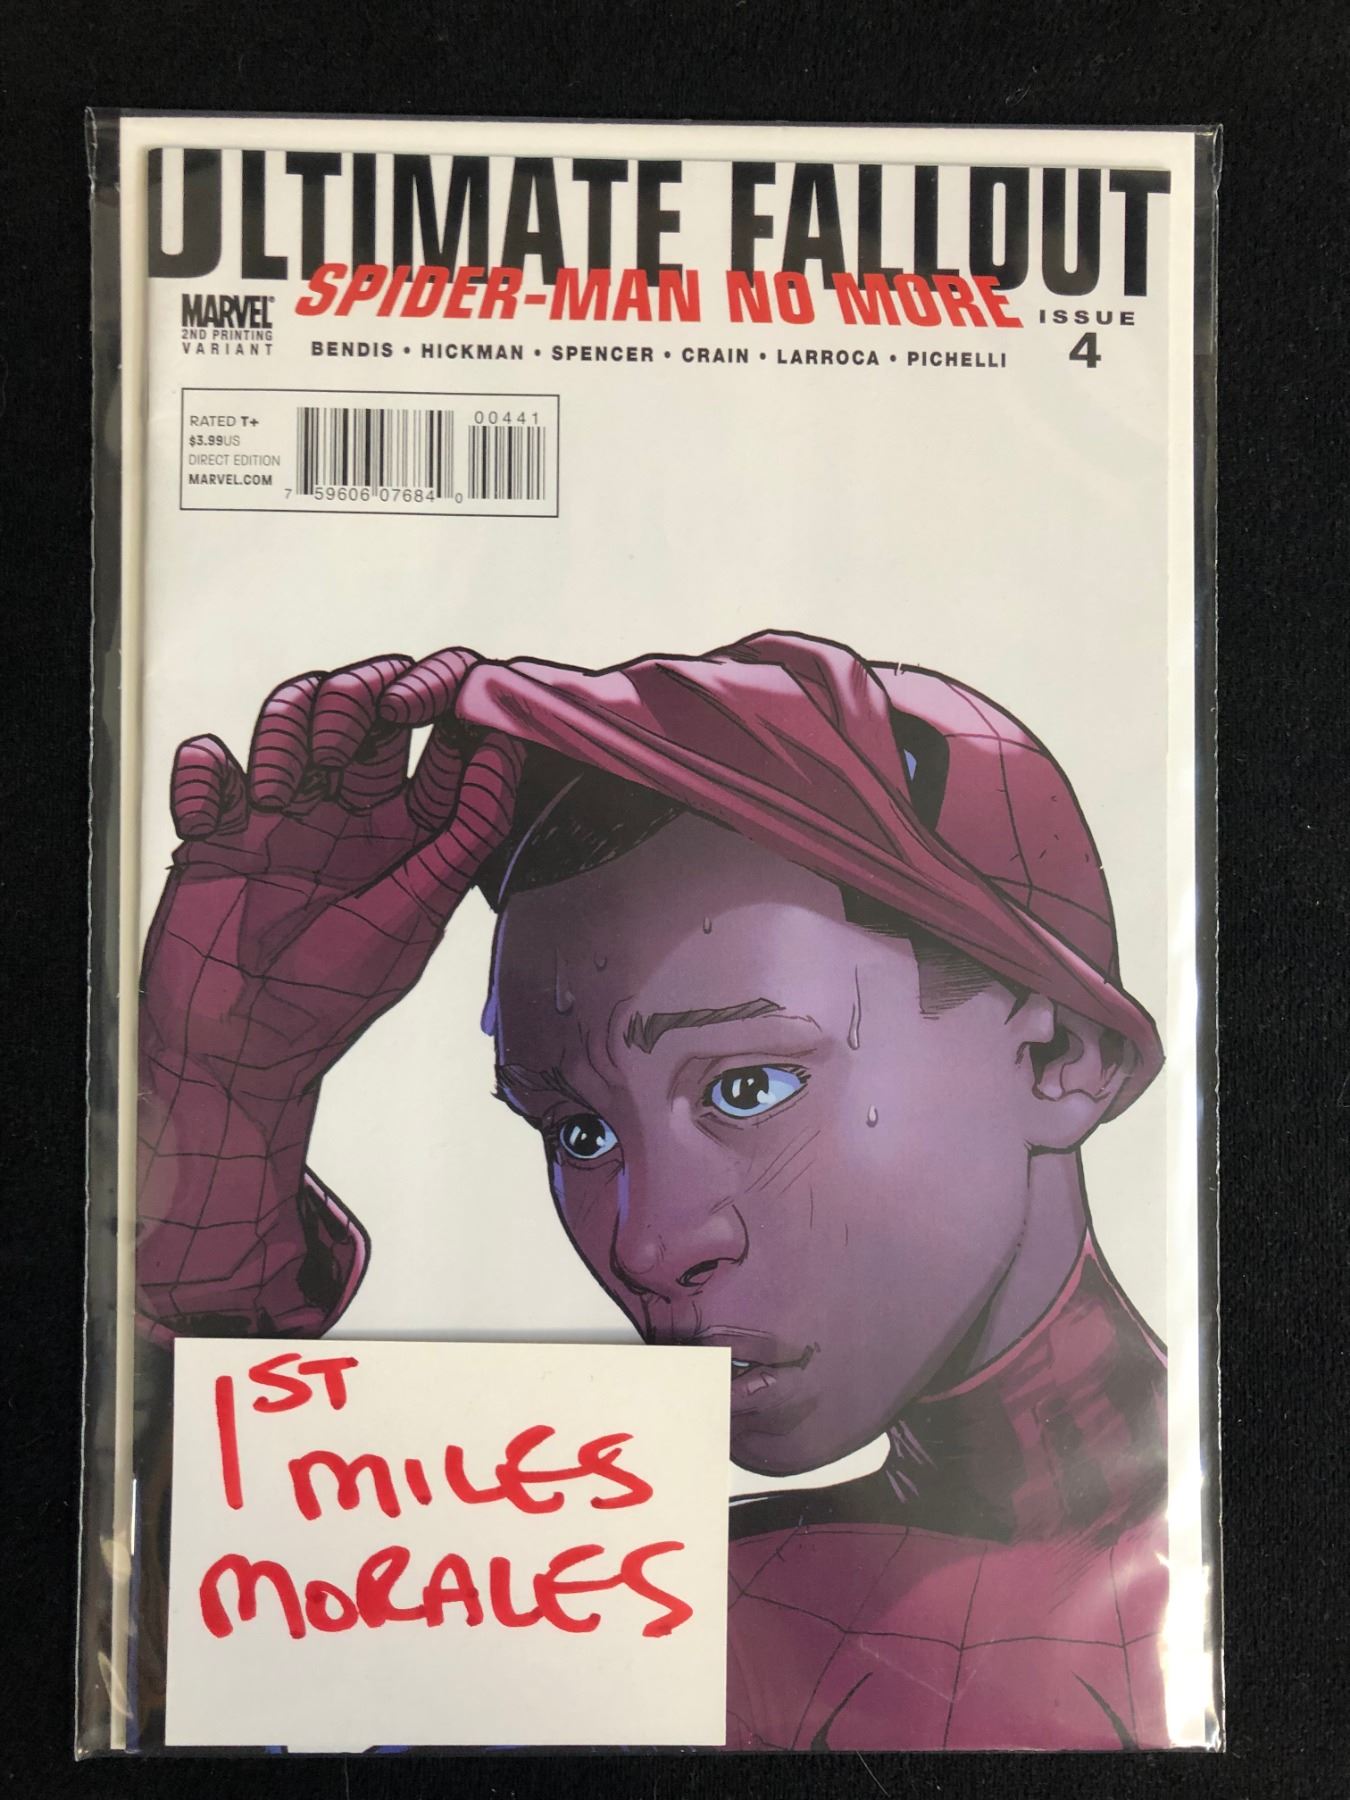 ULTIMATE FALLOUT
SPIDER-MAN NO MORE
MARVEL®
2ND PRINTING
VARIANT
BENDIS • HICKMAN • SPENCER • CRAIN • LARROCA • PICHELLI
ISSUE
4
RATED T+
$3.99US
DIRECT EDITION
MARVEL.COM
00441
7 59606 07684 0
1ST
MILES
MORALES